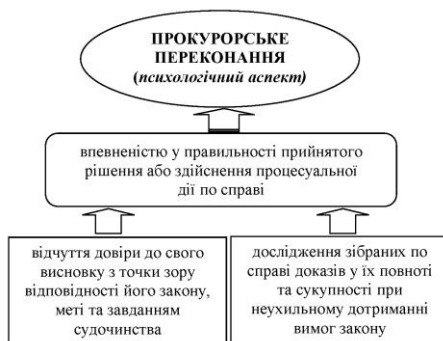 ПРОКУРОРСЬКЕ
ПЕРЕКОНАННЯ
(психологічний аспект)
впевненістю у правильності прийнятого
рішення або здійснення процесуальної
дії по справі
відчуття довіри до свого
висновку з точки зору
відповідності його закону,
меті та завданням
судочинства
дослідження зібраних по
справі доказів у їх повноті
та сукупності при
неухильному дотриманні
вимог закону